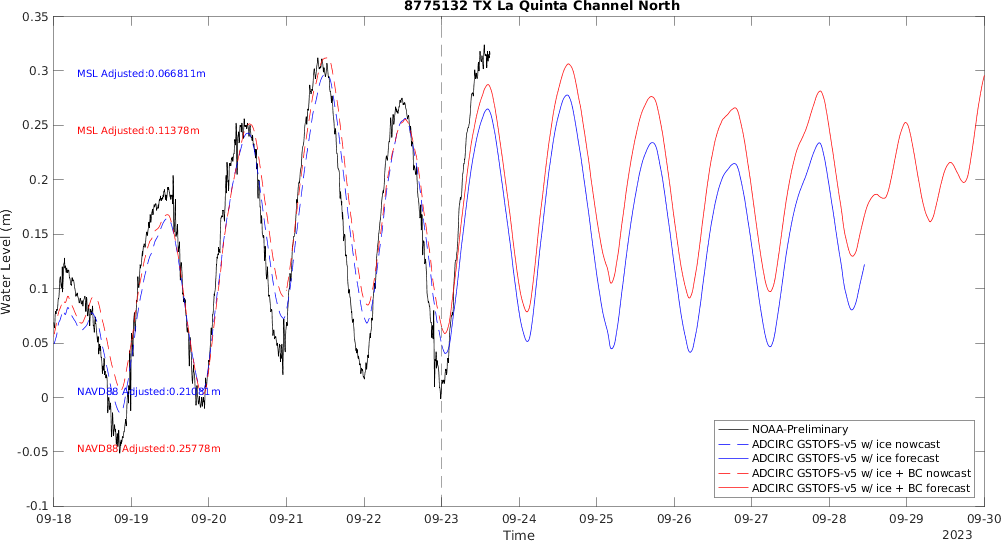 8775132 TX La Quinta Channel North
0.35
0.3
0.25
0.2
0.15
0.1
0.05
0
-0.05
-0.1
Water Level (m)
MSL Adjusted:0.066811m
MSL Adjusted:0.11378m
NAVD88 Adjusted:0.21081m
NAVD88 Adjusted:0.25778m
NOAA-Preliminary
ADCIRC GSTOFS-v5 w/ ice nowcast
ADCIRC GSTOFS-v5 w/ ice forecast
ADCIRC GSTOFS-v5 w/ ice + BC nowcast
ADCIRC GSTOFS-v5 w/ ice + BC forecast
09-18 09-19 09-20 09-21 09-22 09-23 09-24 09-25 09-26 09-27 09-28 09-29 09-30
Time
2023